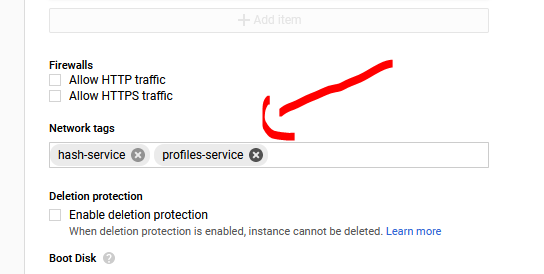 + Add item
Firewalls
Allow HTTP traffic
Allow HTTPS traffic
Network tags
hash-service profiles-service
Deletion protection
Enable deletion protection
When deletion protection is enabled, instance cannot be deleted. Learn more
Boot Disk ?